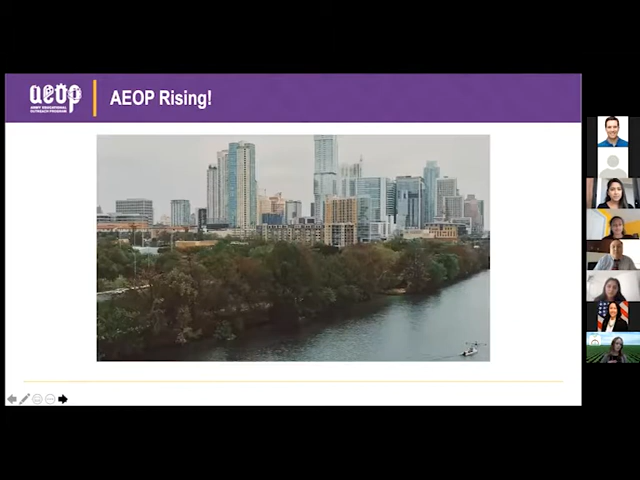 aeop
ARMY EDUCATIONAL
OUTREACH PROGRAM
AEOP Rising!